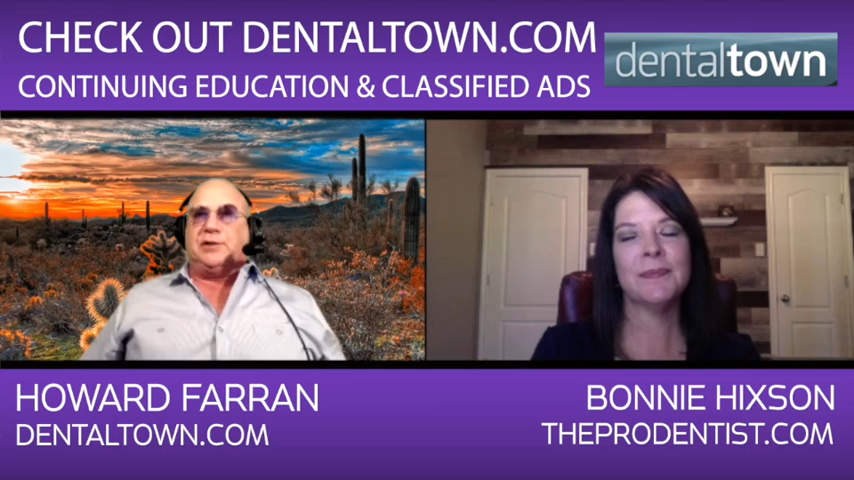 CHECK OUT DENTALTOWN.COM
CONTINUING EDUCATION & CLASSIFIED ADS
dentaltown
HOWARD FARRAN
DENTALTOWN.COM
BONNIE HIXSON
THEPRODENTIST.COM